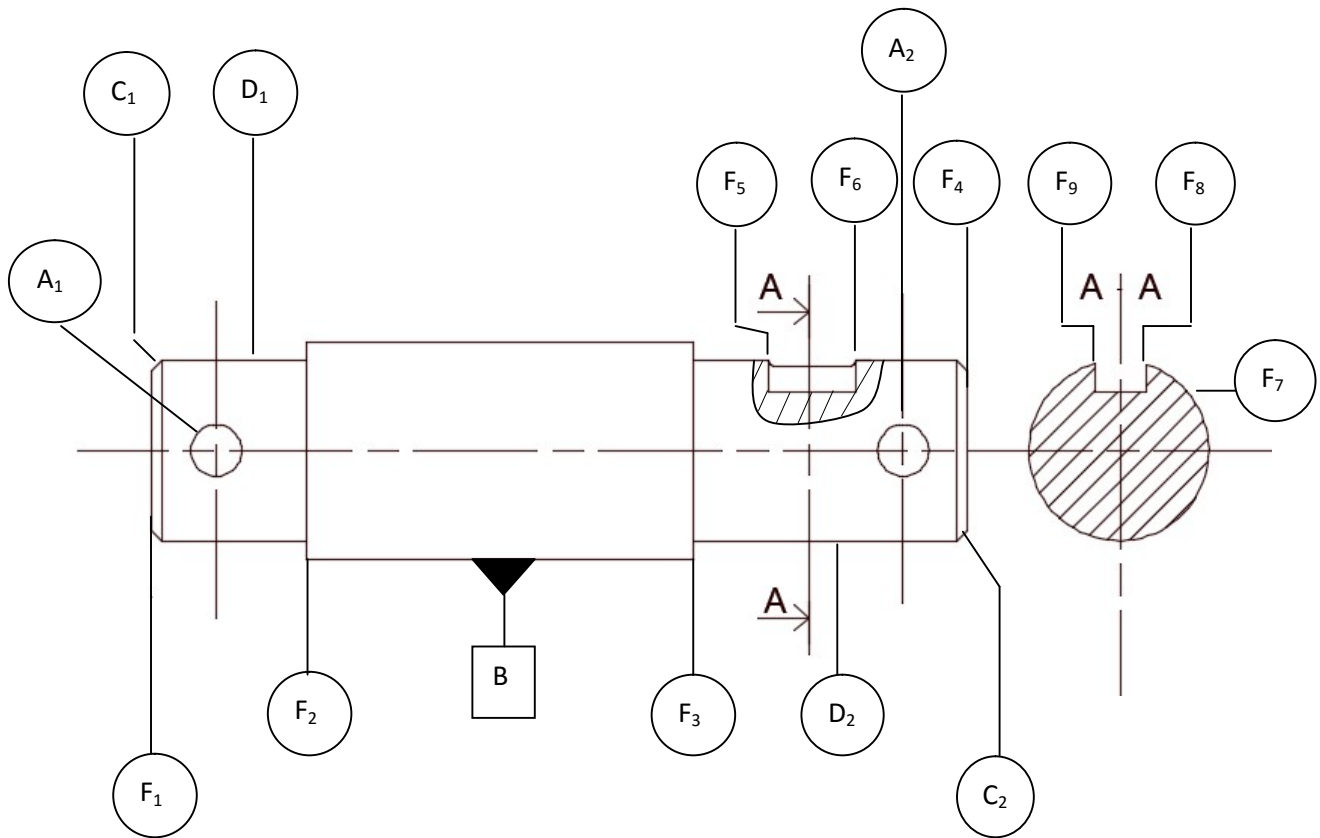 A₂
C₁ D₁
F₅ F₆ F₄ F₉ F₈
A₁
A A A
F₇
A
B
F₂ F₃ D₂
F₁ C₂